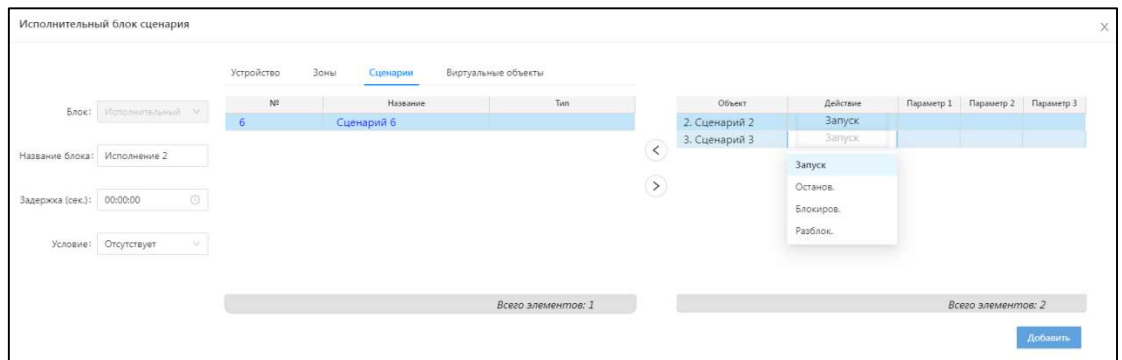 Исполнительный блок сценария
Устройство Зоны Сценарии Виртуальные объекты
Блок: Исполнительный
Название блока: Исполнение 2
Задержка (сек.): 00:00:00
Условие: Отсутствует
№ Название Тип
6 Сценарий 6
Всего элементов: 1
Объект Действие Параметр 1 Параметр 2 Параметр 3
2. Сценарий 2 Запуск
3. Сценарий 3 Запуск
Запуск
Останов.
Блокиров.
Разблок.
Всего элементов: 2
Добавить